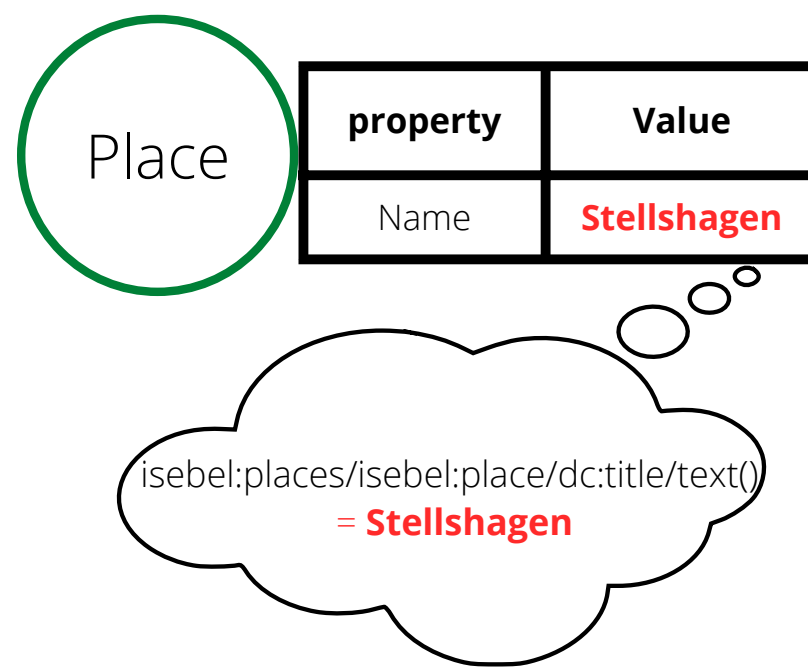 Place
property Value
Name Stellshagen
isebel:places/isebel:place/dc:title/text()
= Stellshagen